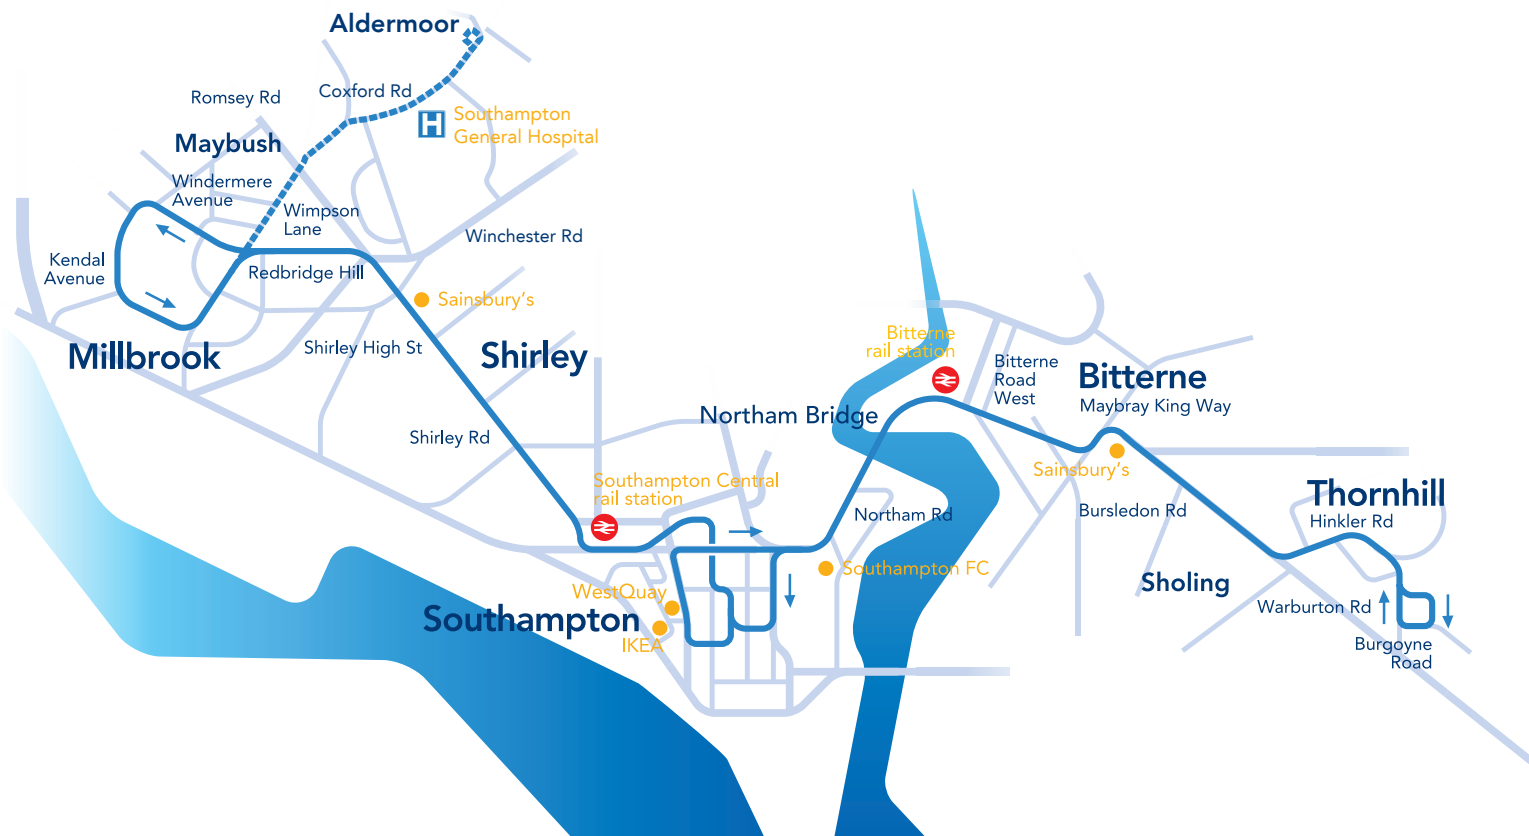 Aldermoor
Coxford Rd
Romsey Rd
Southampton
General Hospital
H
Maybush
Windermere
Avenue
Wimpson
Lane
Winchester Rd
Kendal
Avenue
Redbridge Hill
Sainsbury's
Millbrook
Shirley High St
Shirley
Shirley Rd
Bitterne
rail station
Bitterne
Road
West
Bitterne
Maybray King Way
Northam Bridge
Sainsbury's
Southampton Central
rail station
Northam Rd
Bursledon Rd
Thornhill
Hinkler Rd
Southampton FC
Sholing
WestQuay
Southampton
IKEA
Warburton Rd
Burgoyne
Road